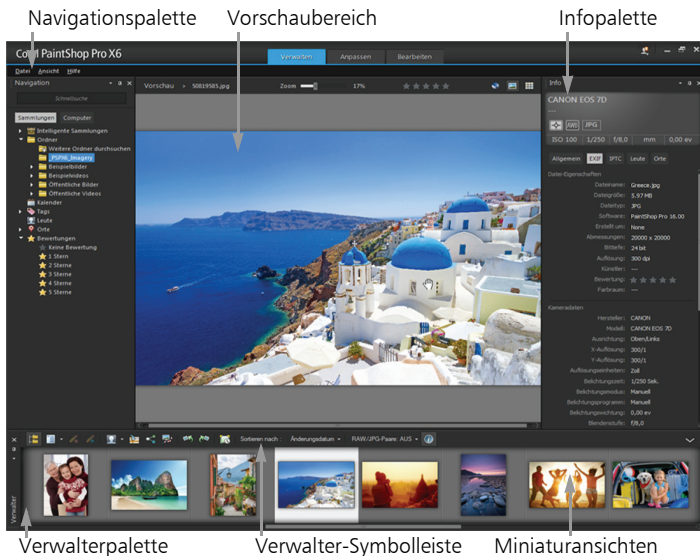 Navigationspalette Vorschaubereich Infopalette
Corel PaintShop Pro X6
Verwalten Anpassen Bearbeiten
Datei Ansicht Hilfe
Navigation
Schnellsuche
Sammlungen Computer
Intelligente Sammlungen
Ordner
Weitere Ordner durchsuchen
_PSPX6_Imagery
Beispielbilder
Beispielvideos
Öffentliche Bilder
Öffentliche Videos
Kalender
Tags
Leute
Orte
Bewertungen
Keine Bewertung
1 Stern
2 Sterne
3 Sterne
4 Sterne
5 Sterne
Vorschau > 50819585.jpg Zoom 17%
Info
CANON EOS 7D
---
AWB JPG
ISO 100 1/250 f/8,0 mm 0,00 ev
Allgemein EXIF IPTC Leute Orte
Datei-Eigenschaften
Dateiname: Greece.jpg
Dateigröße: 5.97 MB
Dateityp: JPG
Software: PaintShop Pro 16.00
Erstellt um: None
Abmessungen: 20000 x 20000
Bittiefe: 24 bit
Auflösung: 300 dpi
Künstler: ---
Bewertung:
Farbraum: ---
Kameradaten
Hersteller: CANON
Modell: CANON EOS 7D
Ausrichtung: Oben/Links
X-Auflösung: 300/1
Y-Auflösung: 300/1
Auflösungseinheiten: Zoll
Belichtungszeit: 1/250 Sek.
Belichtungsmodus: Manuell
Belichtungsprogramm: Manuell
Belichtungswichtung: 0,00 ev
Blendenstufe: f/8,0
Sortieren nach: Änderungsdatum RAW/JPG-Paare: AUS
Verwalter
Verwalterpalette Verwalter-Symbolleiste Miniaturansichten